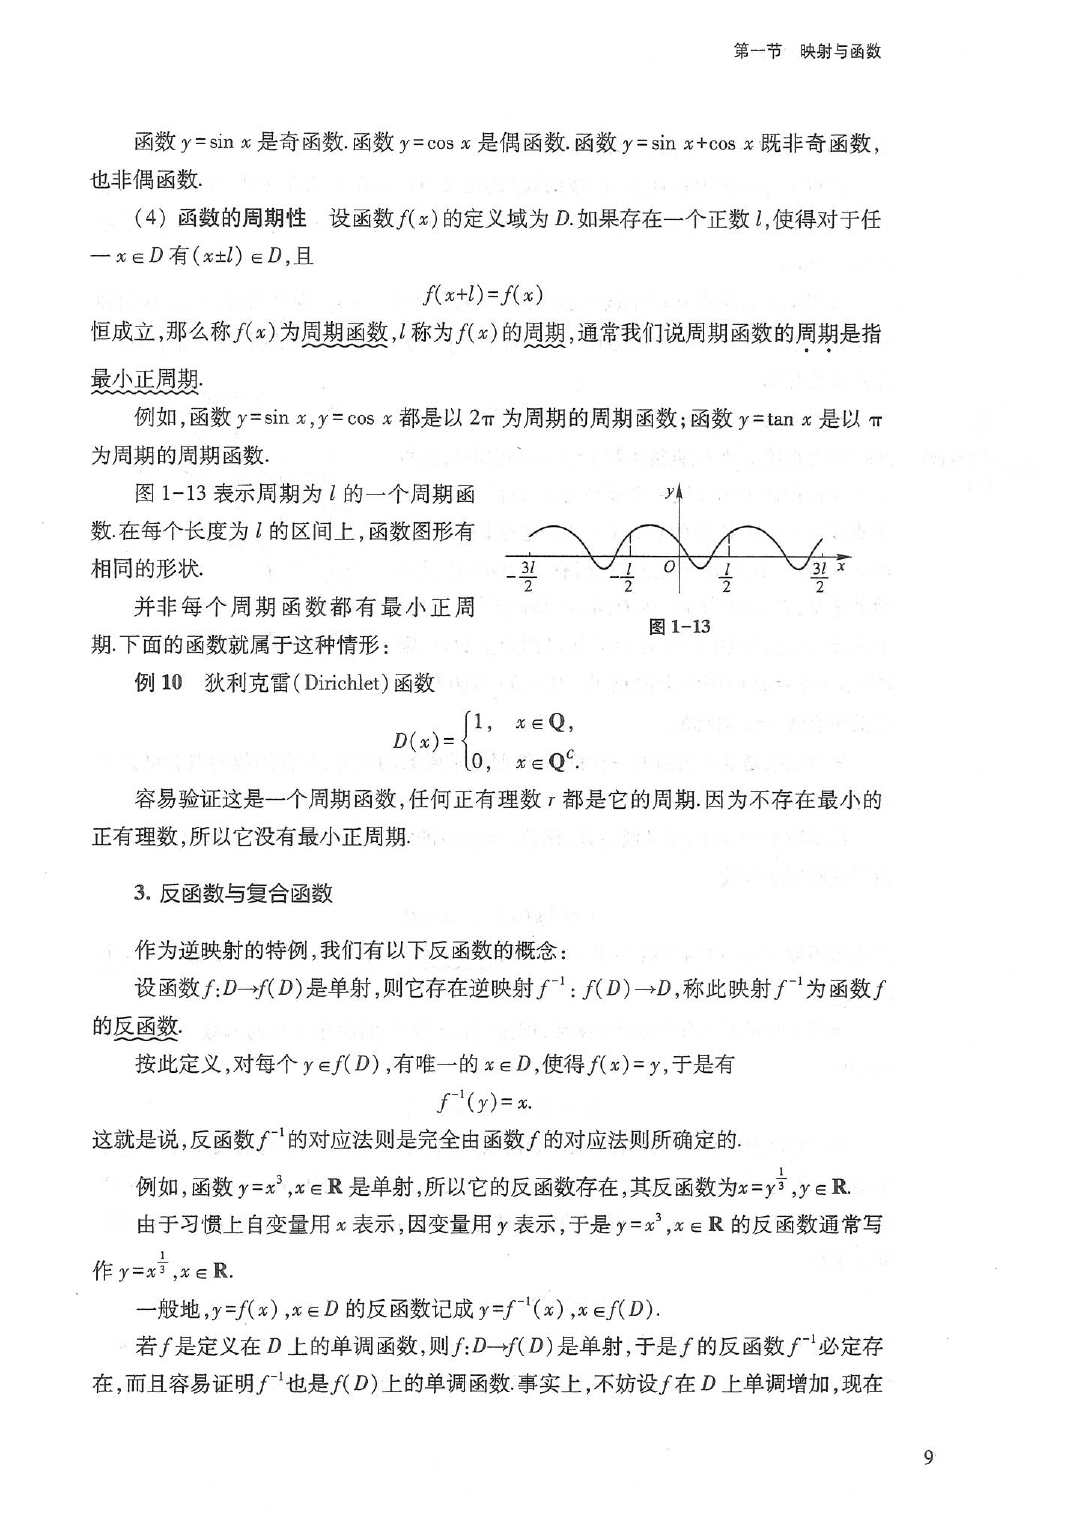 第一节 映射与函数
函数 y=sin x 是奇函数.函数 y=cos x 是偶函数.函数 y=sin x+cos x 既非奇函数,
也非偶函数.
(4) 函数的周期性 设函数 f(x) 的定义域为 D.如果存在一个正数 l,使得对于任
一 x∈D 有 (x±l)∈D,且
f(x+l)=f(x)
恒成立,那么称 f(x) 为周期函数,l 称为 f(x) 的周期,通常我们说周期函数的周期是指
最小正周期.
例如,函数 y=sin x,y=cos x 都是以 2π 为周期的周期函数;函数 y=tan x 是以 π
为周期的周期函数.
图 1-13 表示周期为 l 的一个周期函
数.在每个长度为 l 的区间上,函数图形有
相同的形状.
并非每个周期函数都有最小正周
期.下面的函数就属于这种情形:
y
-3l/2 -l/2 O l/2 3l/2 x
图 1-13
例 10 狄利克雷(Dirichlet)函数
D(x)={1, x∈Q,
0, x∈Q^C.
容易验证这是一个周期函数,任何正有理数 r 都是它的周期.因为不存在最小的
正有理数,所以它没有最小正周期.
3. 反函数与复合函数
作为逆映射的特例,我们有以下反函数的概念:
设函数 f:D→f(D) 是单射,则它存在逆映射 f⁻¹: f(D)→D,称此映射 f⁻¹ 为函数 f
的反函数.
按此定义,对每个 y∈f(D),有唯一的 x∈D,使得 f(x)=y,于是有
f⁻¹(y)=x.
这就是说,反函数 f⁻¹ 的对应法则是完全由函数 f 的对应法则所确定的.
例如,函数 y=x³,x∈R 是单射,所以它的反函数存在,其反函数为 x=y^(1/3),y∈R.
由于习惯上自变量用 x 表示,因变量用 y 表示,于是 y=x³,x∈R 的反函数通常写
作 y=x^(1/3),x∈R.
一般地,y=f(x),x∈D 的反函数记成 y=f⁻¹(x),x∈f(D).
若 f 是定义在 D 上的单调函数,则 f:D→f(D) 是单射,于是 f 的反函数 f⁻¹ 必定存
在,而且容易证明 f⁻¹ 也是 f(D) 上的单调函数.事实上,不妨设 f 在 D 上单调增加,现在
9